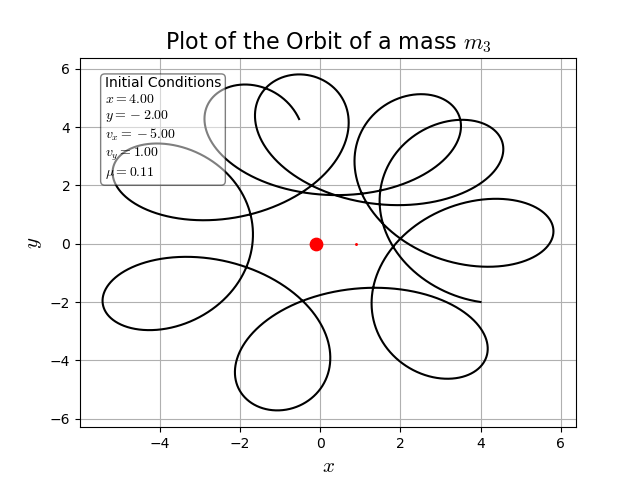 Plot of the Orbit of a mass m₃
Initial Conditions
x = 4.00
y = − 2.00
vₓ = − 5.00
v_y = 1.00
μ = 0.11
6
4
2
0
−2
−4
−6
y
−4 −2 0 2 4 6
x